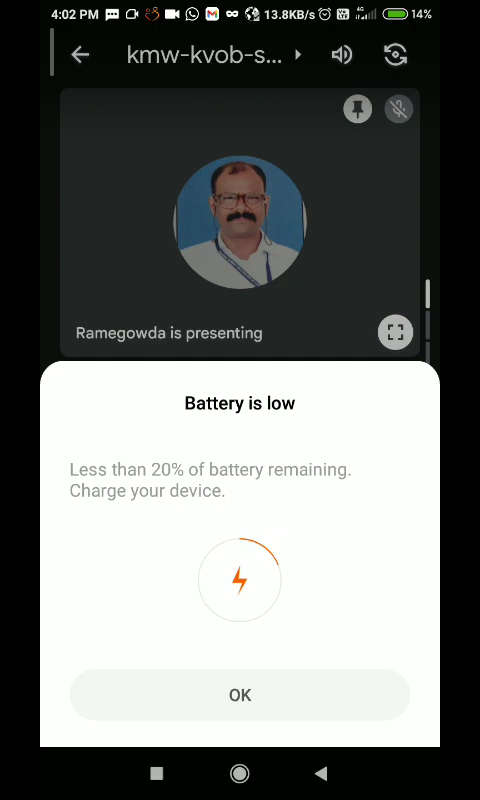 4:02 PM 13.8KB/s 4G 14%
kmw-kvob-s...
Ramegowda is presenting
Battery is low
Less than 20% of battery remaining.
Charge your device.
OK